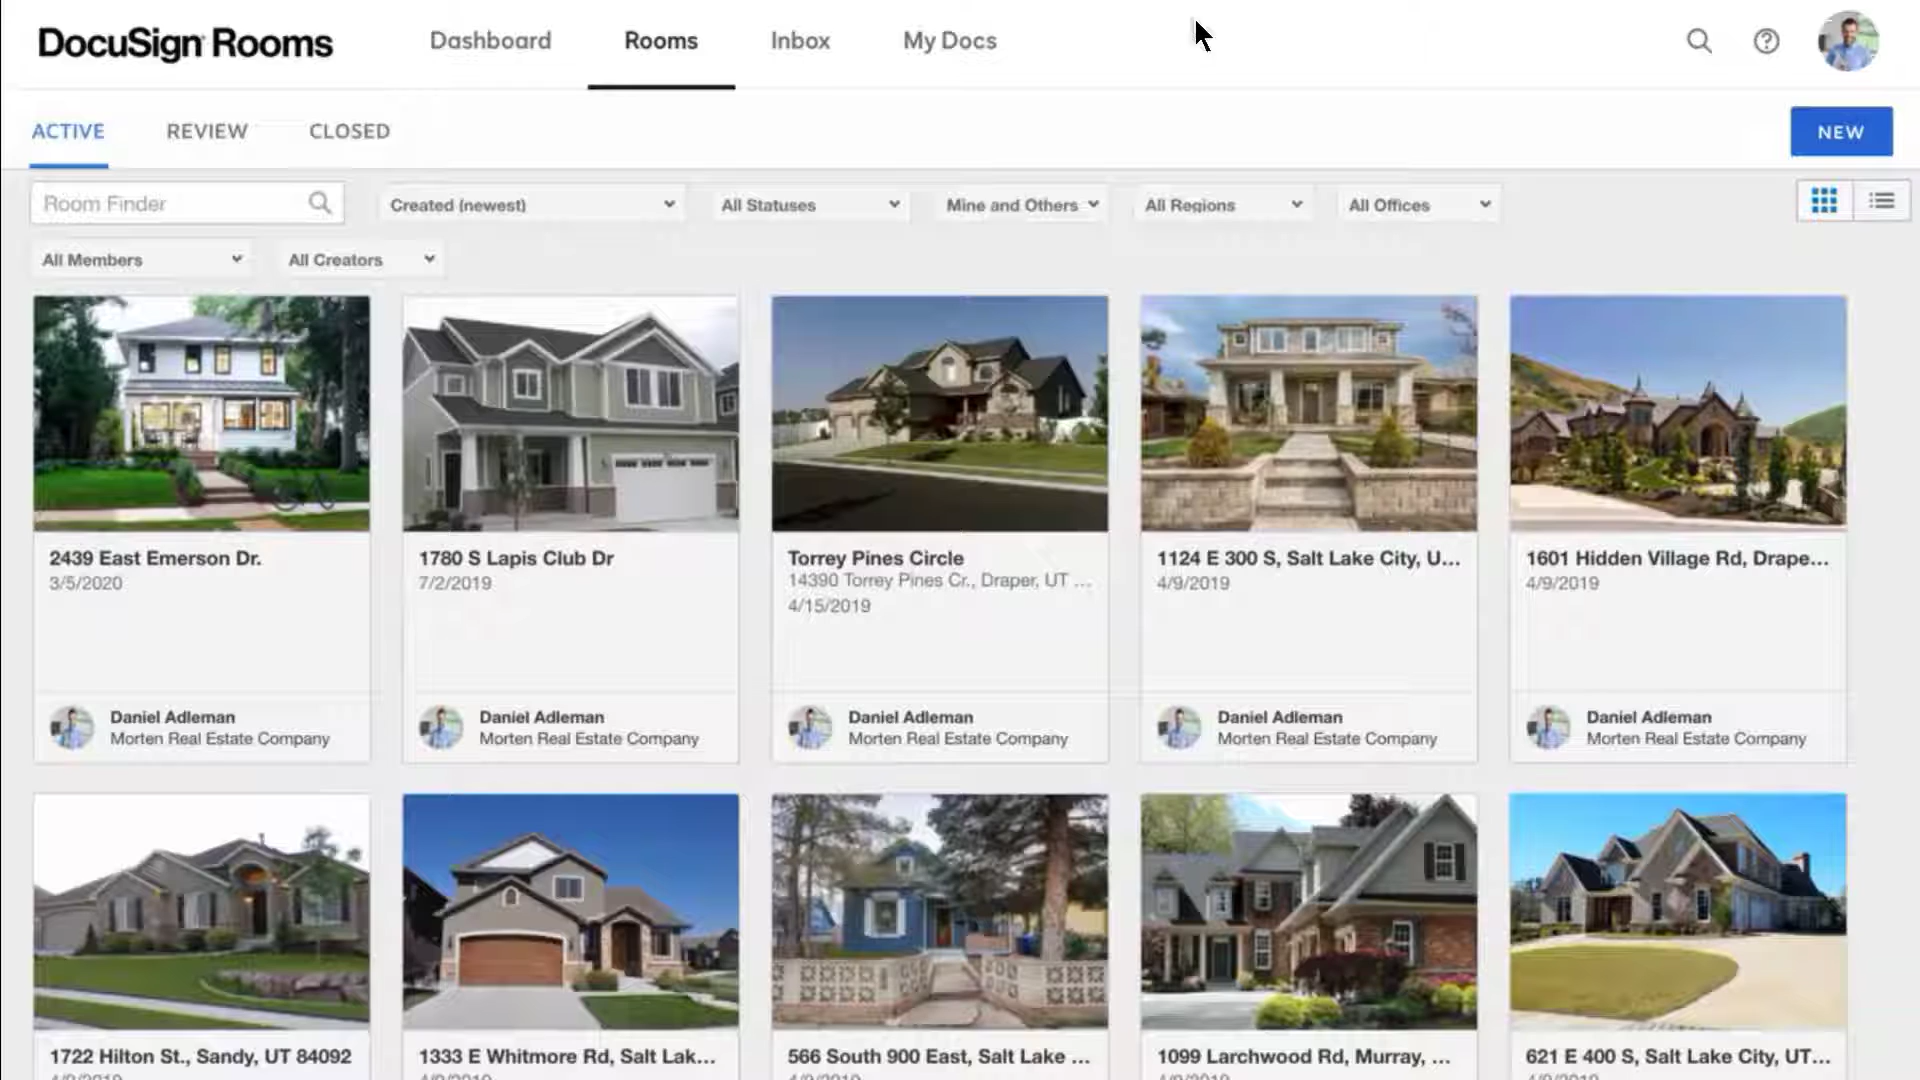 DocuSign Rooms
Dashboard
Rooms
Inbox
My Docs
ACTIVE
REVIEW
CLOSED
NEW
Room Finder
Created (newest)
All Statuses
Mine and Others
All Regions
All Offices
All Members
All Creators
2439 East Emerson Dr.
3/5/2020
Daniel Adleman
Morten Real Estate Company
1780 S Lapis Club Dr
7/2/2019
Daniel Adleman
Morten Real Estate Company
Torrey Pines Circle
14390 Torrey Pines Cr., Draper, UT ...
4/15/2019
Daniel Adleman
Morten Real Estate Company
1124 E 300 S, Salt Lake City, U...
4/9/2019
Daniel Adleman
Morten Real Estate Company
1601 Hidden Village Rd, Drape...
4/9/2019
Daniel Adleman
Morten Real Estate Company
1722 Hilton St., Sandy, UT 84092
1333 E Whitmore Rd, Salt Lak...
566 South 900 East, Salt Lake ...
1099 Larchwood Rd, Murray, ...
621 E 400 S, Salt Lake City, UT...